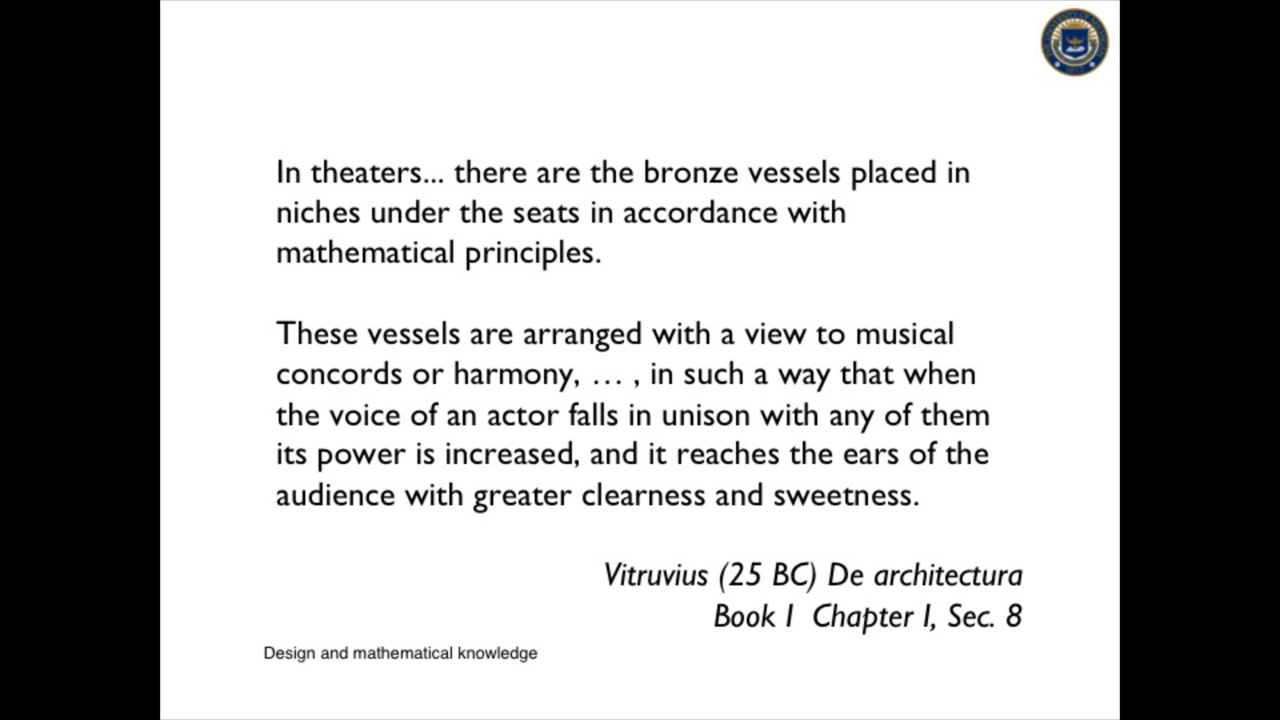 In theaters... there are the bronze vessels placed in
niches under the seats in accordance with
mathematical principles.
These vessels are arranged with a view to musical
concords or harmony, … , in such a way that when
the voice of an actor falls in unison with any of them
its power is increased, and it reaches the ears of the
audience with greater clearness and sweetness.
Vitruvius (25 BC) De architectura
Book I Chapter I, Sec. 8
Design and mathematical knowledge